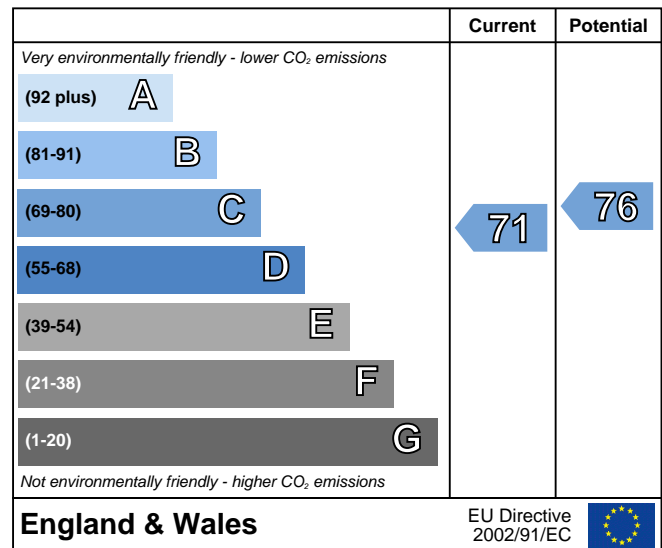 Current Potential
Very environmentally friendly - lower CO₂ emissions
(92 plus) A
(81-91) B
(69-80) C
71 76
(55-68) D
(39-54) E
(21-38) F
(1-20) G
Not environmentally friendly - higher CO₂ emissions
England & Wales
EU Directive
2002/91/EC